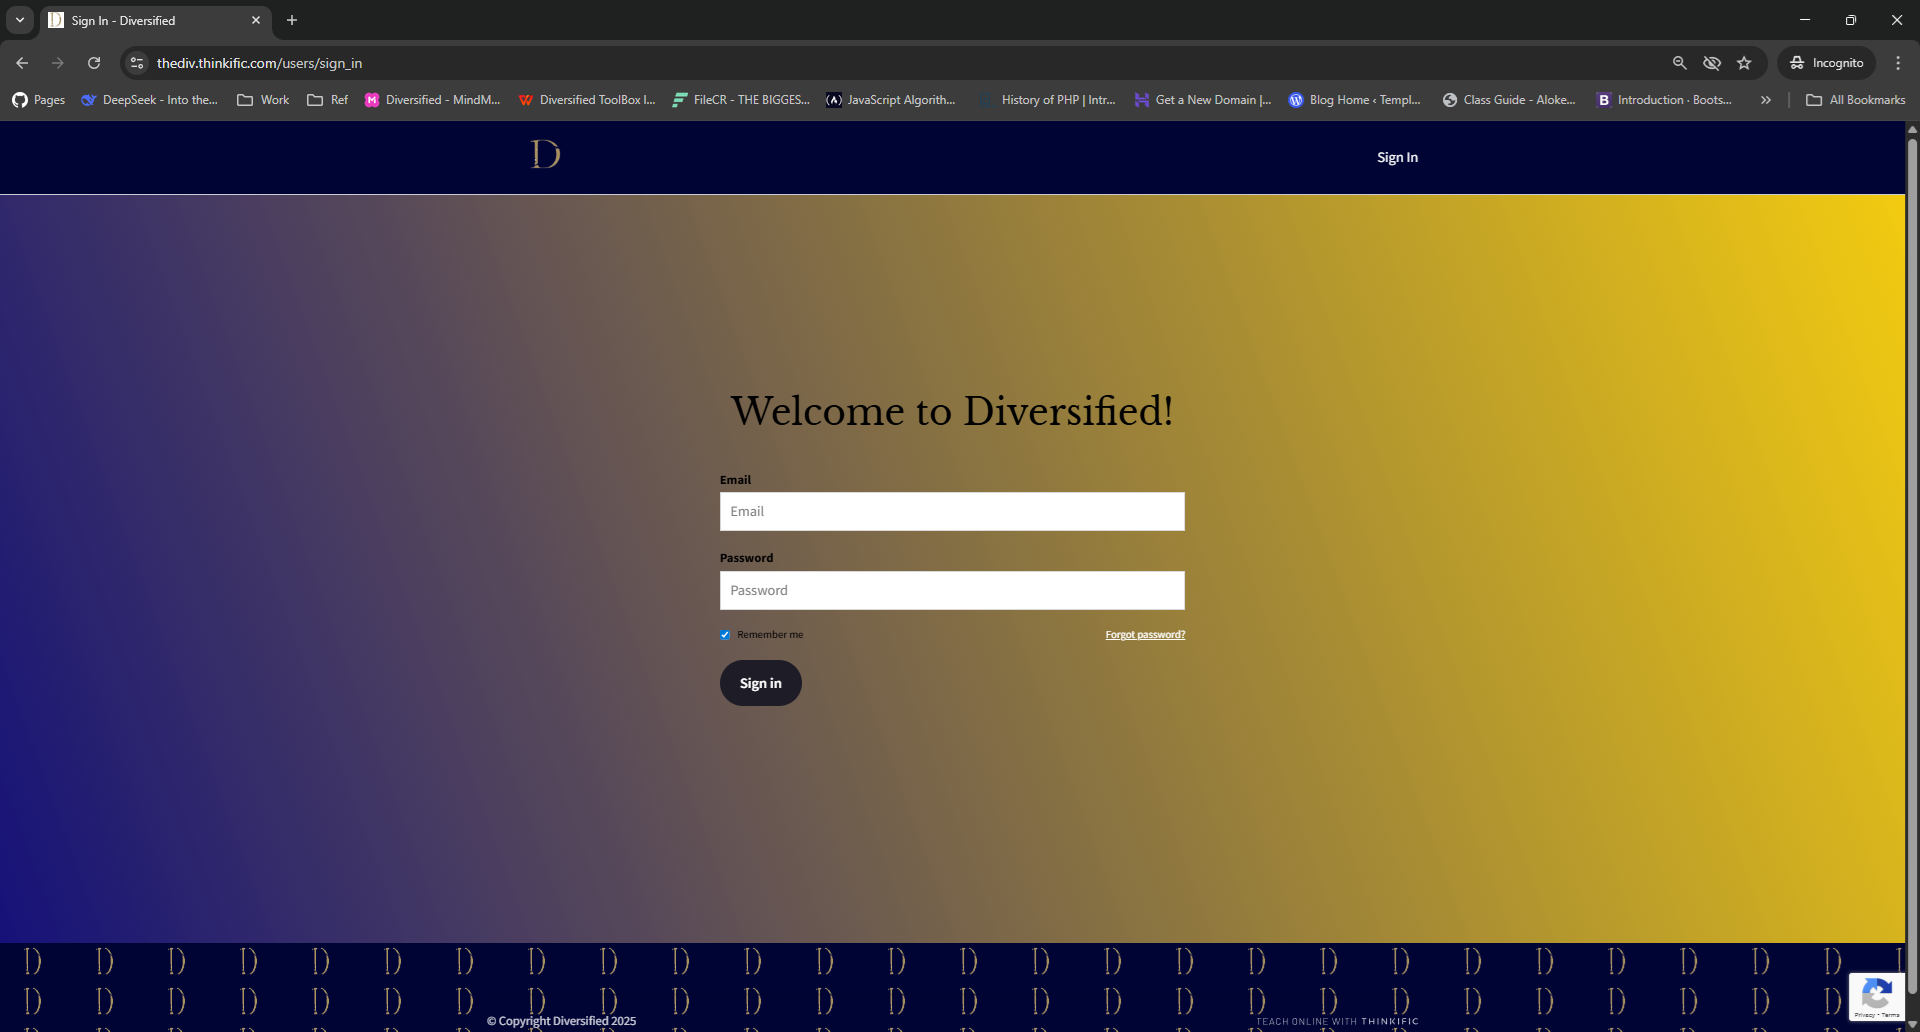 Sign In - Diversified
thediv.thinkific.com/users/sign_in
Incognito
Pages
DeepSeek - Into the...
Work
Ref
Diversified - MindM...
Diversified ToolBox I...
FileCR - THE BIGGES...
JavaScript Algorith...
History of PHP | Intr...
Get a New Domain |...
Blog Home ‹ Templ...
Class Guide - Aloke...
Introduction · Boots...
All Bookmarks
D
Sign In
Welcome to Diversified!
Email
Email
Password
Password
Remember me
Forgot password?
Sign in
© Copyright Diversified 2025
TEACH ONLINE WITH THINKIFIC
Privacy - Terms